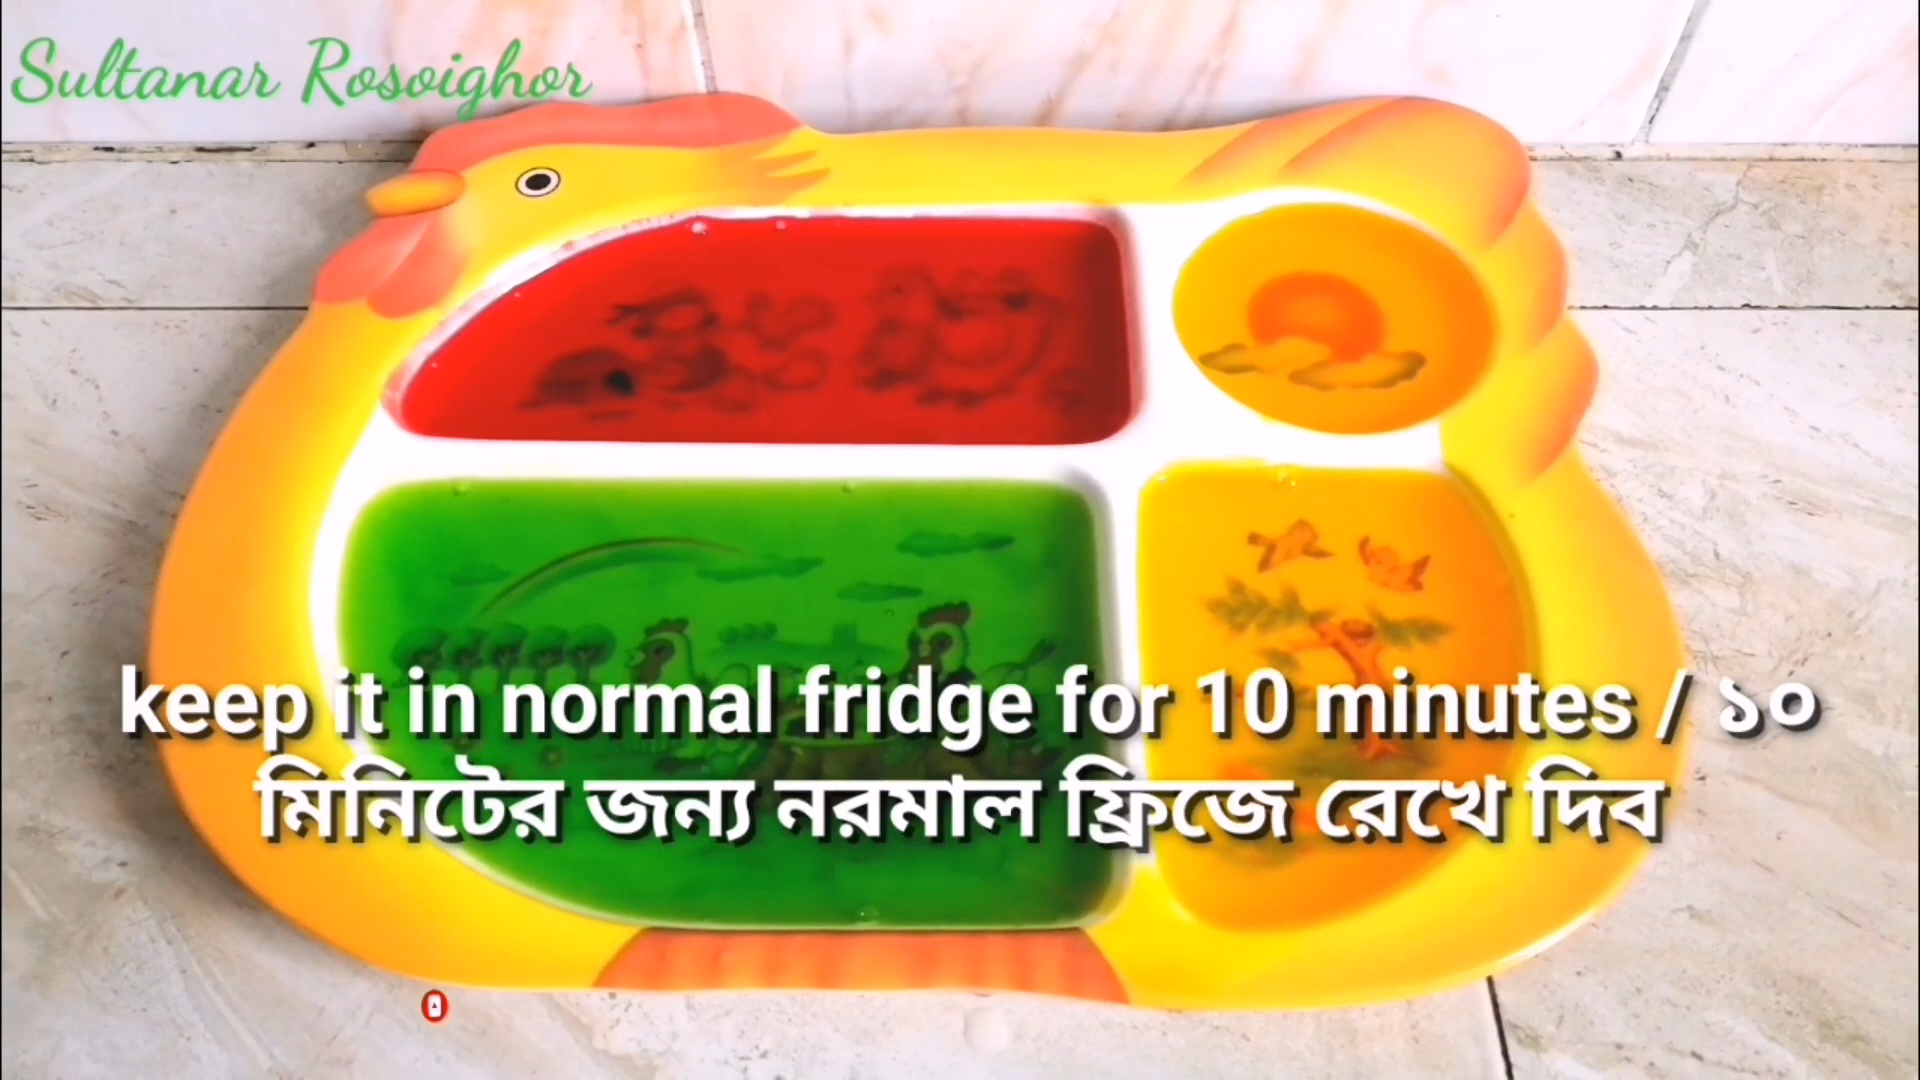 Sultanar Rosoighor
keep it in normal fridge for 10 minutes / ১০
মিনিটের জন্য নরমাল ফ্রিজে রেখে দিব